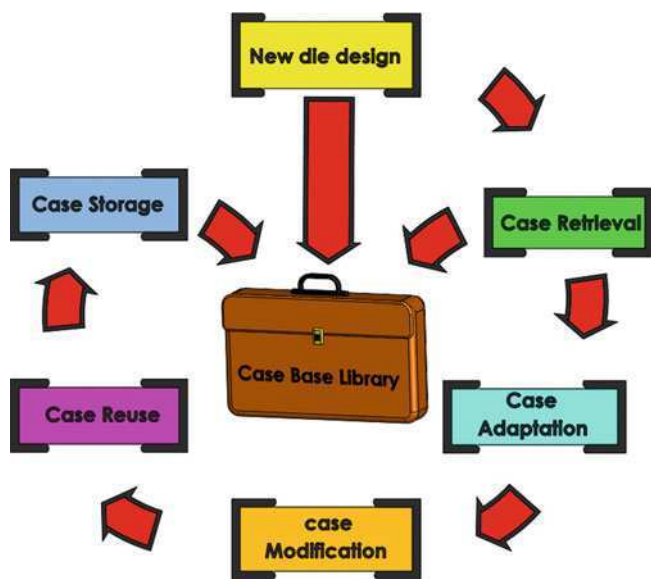 New die design
Case Storage
Case Retrieval
Case Base Library
Case Reuse
Case
Adaptation
case
Modification